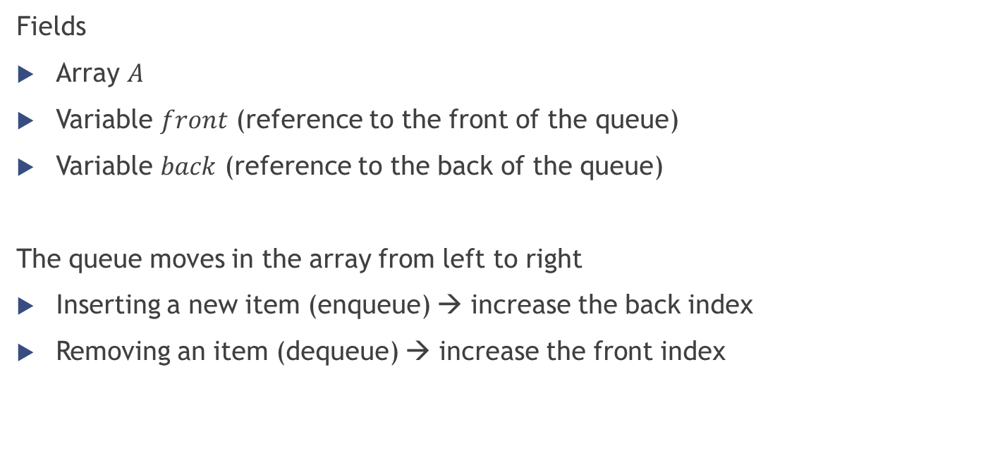 Fields
▶ Array A
▶ Variable front (reference to the front of the queue)
▶ Variable back (reference to the back of the queue)
The queue moves in the array from left to right
▶ Inserting a new item (enqueue) → increase the back index
▶ Removing an item (dequeue) → increase the front index